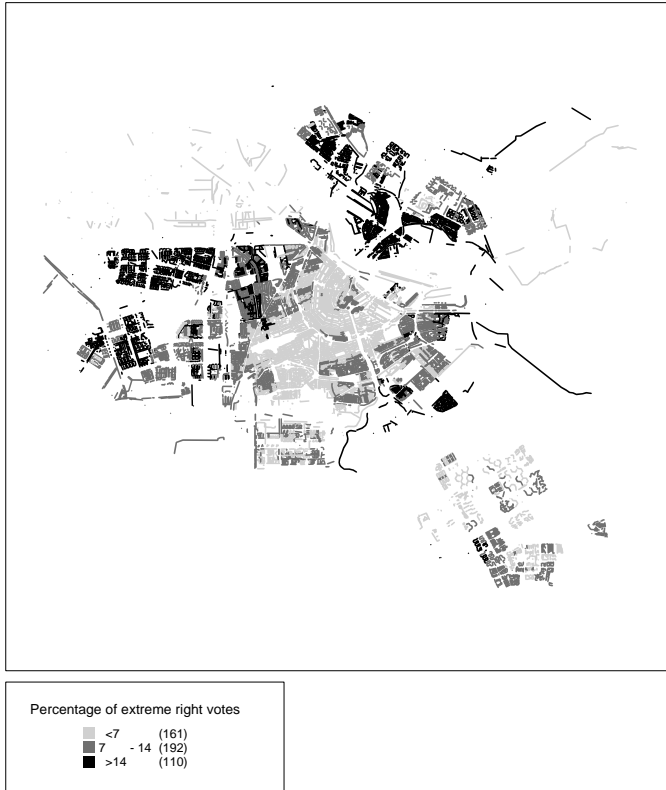 Percentage of extreme right votes
<7 (161)
7 - 14 (192)
>14 (110)